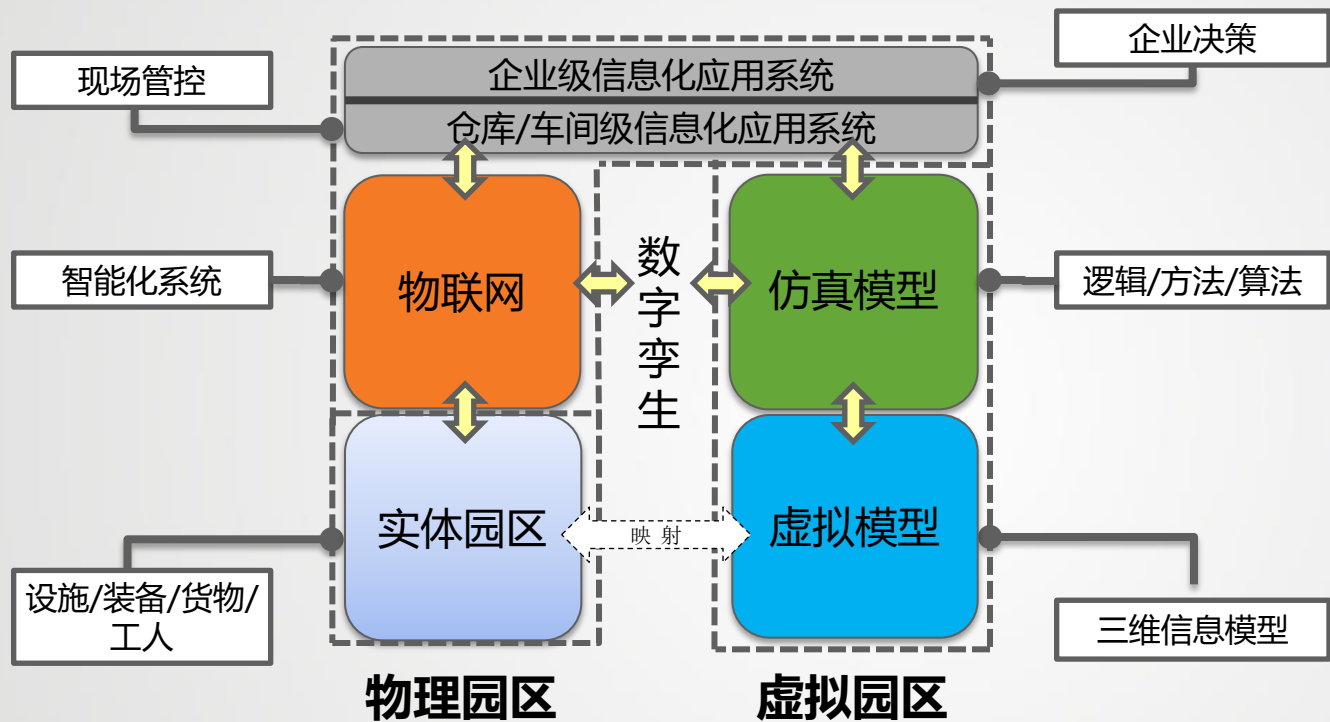 企业决策
现场管控
企业级信息化应用系统
仓库/车间级信息化应用系统
智能化系统
物联网
数
字
孪
生
仿真模型
逻辑/方法/算法
实体园区
映 射
虚拟模型
设施/装备/货物/
工人
三维信息模型
物理园区
虚拟园区